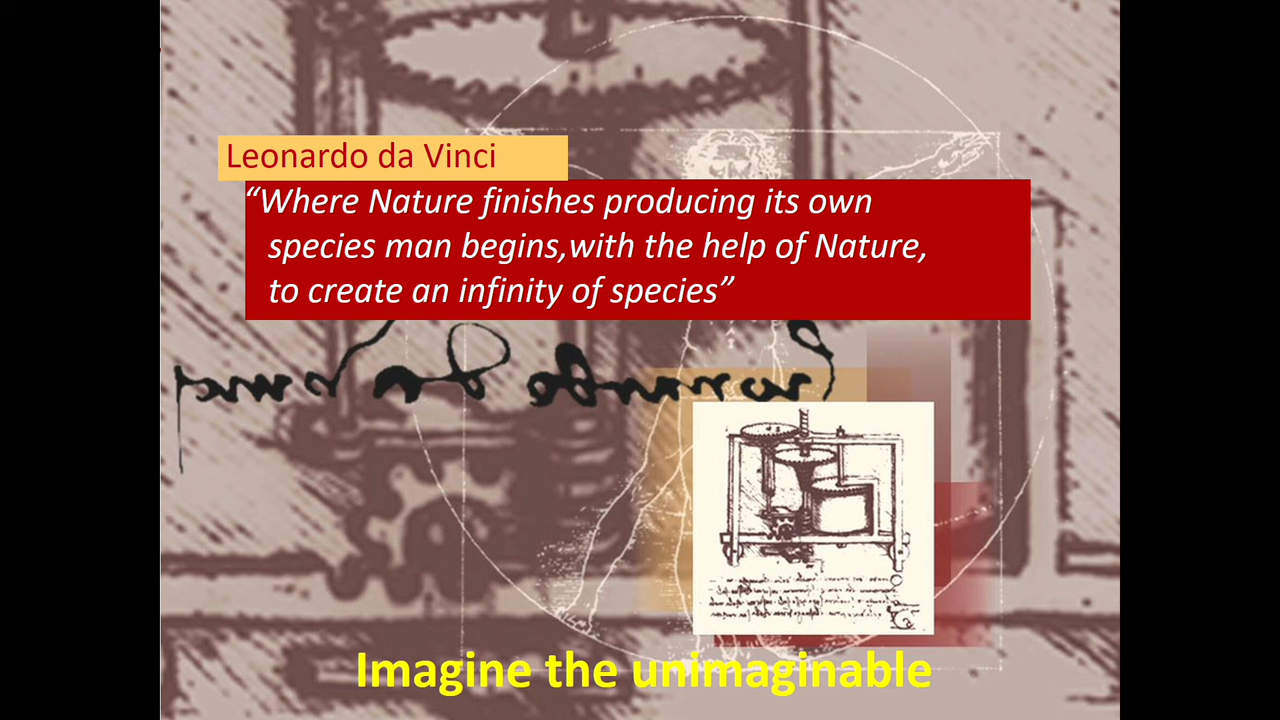 Leonardo da Vinci
“Where Nature finishes producing its own
species man begins,with the help of Nature,
to create an infinity of species”
Imagine the unimaginable